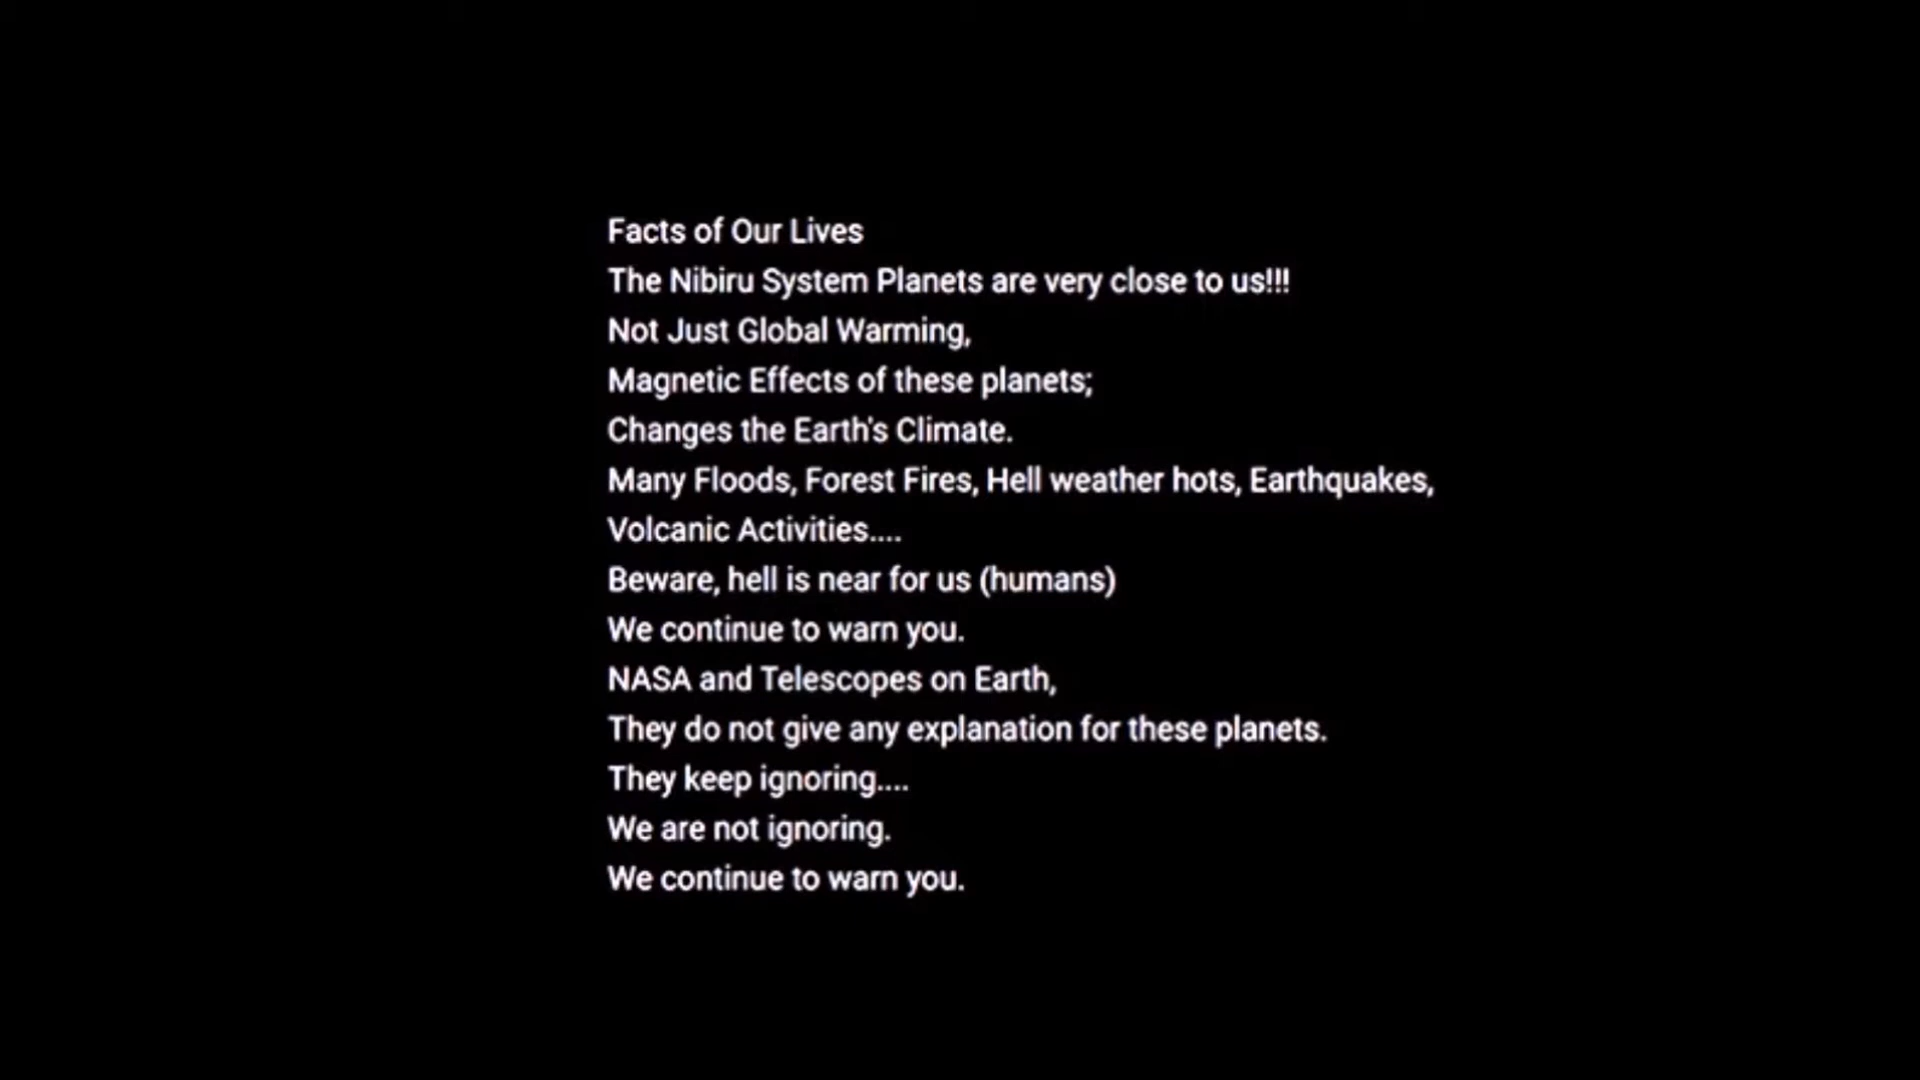 Facts of Our Lives
The Nibiru System Planets are very close to us!!!
Not Just Global Warming,
Magnetic Effects of these planets;
Changes the Earth's Climate.
Many Floods, Forest Fires, Hell weather hots, Earthquakes,
Volcanic Activities....
Beware, hell is near for us (humans)
We continue to warn you.
NASA and Telescopes on Earth,
They do not give any explanation for these planets.
They keep ignoring....
We are not ignoring.
We continue to warn you.